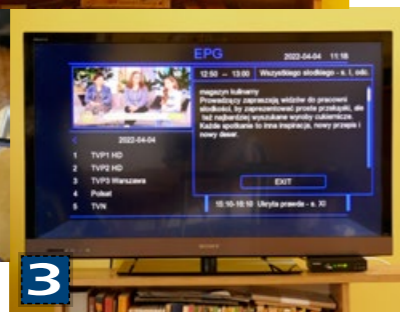 EPG 2022-04-04 11:18
12:50 – 13:00 Wszystkiego słodkiego - s. I, odc.
magazyn kulinarny
Prowadzący zapraszają widzów do pracowni
słodkości, by zaprezentować proste przekąski, ale
też najbardziej wyszukane wyroby cukiernicze.
Każde spotkanie to inna inspiracja, nowy przepis i
nowy deser.
2022-04-04
1 TVP1 HD
2 TVP2 HD
3 TVP3 Warszawa
4 Polsat
5 TVN
EXIT
15:10-16:10 Ukryta prawda - s. XI
SONY
3